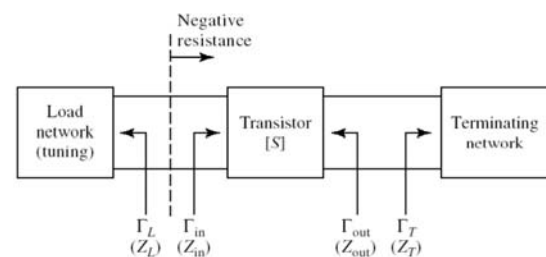 Negative
resistance
Load
network
(tuning)
Transistor
[S]
Terminating
network
Γ_L
(Z_L)
Γ_in
(Z_in)
Γ_out
(Z_out)
Γ_T
(Z_T)